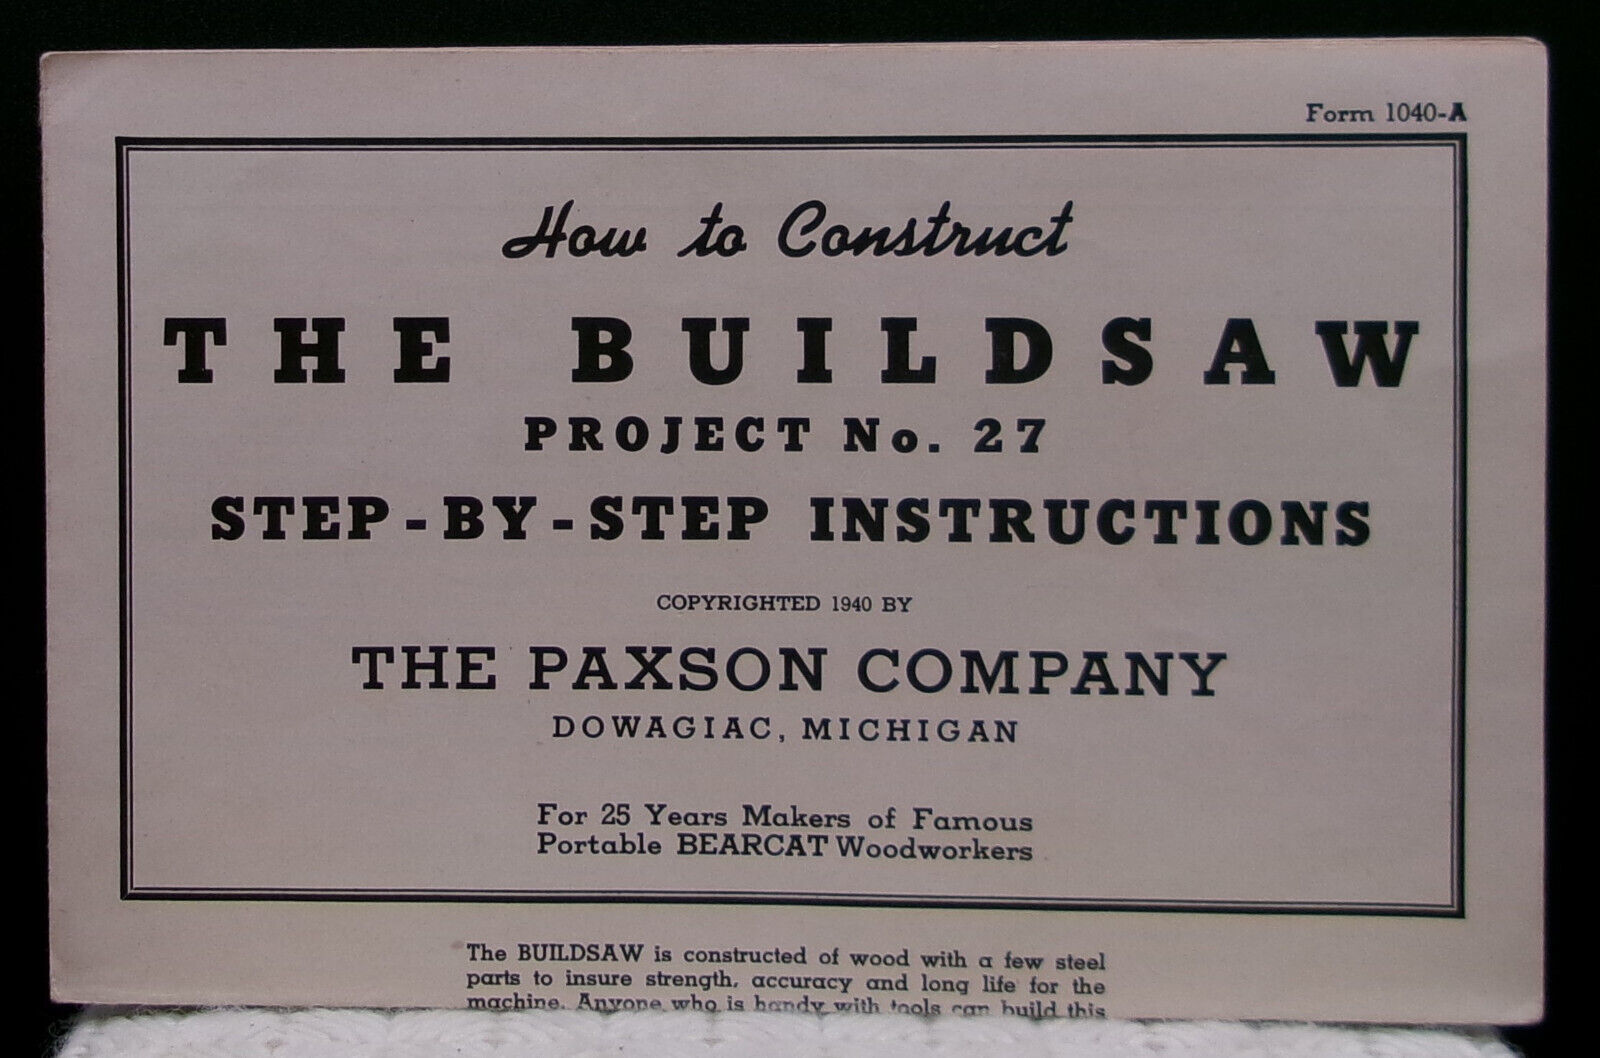 Form 1040-A
How to Construct
THE BUILDSAW
PROJECT No. 27
STEP-BY-STEP INSTRUCTIONS
COPYRIGHTED 1940 BY
THE PAXSON COMPANY
DOWAGIAC, MICHIGAN
For 25 Years Makers of Famous
Portable BEARCAT Woodworkers
The BUILDSAW is constructed of wood with a few steel
parts to insure strength, accuracy and long life for the
machine. Anyone who is handy with tools can build this